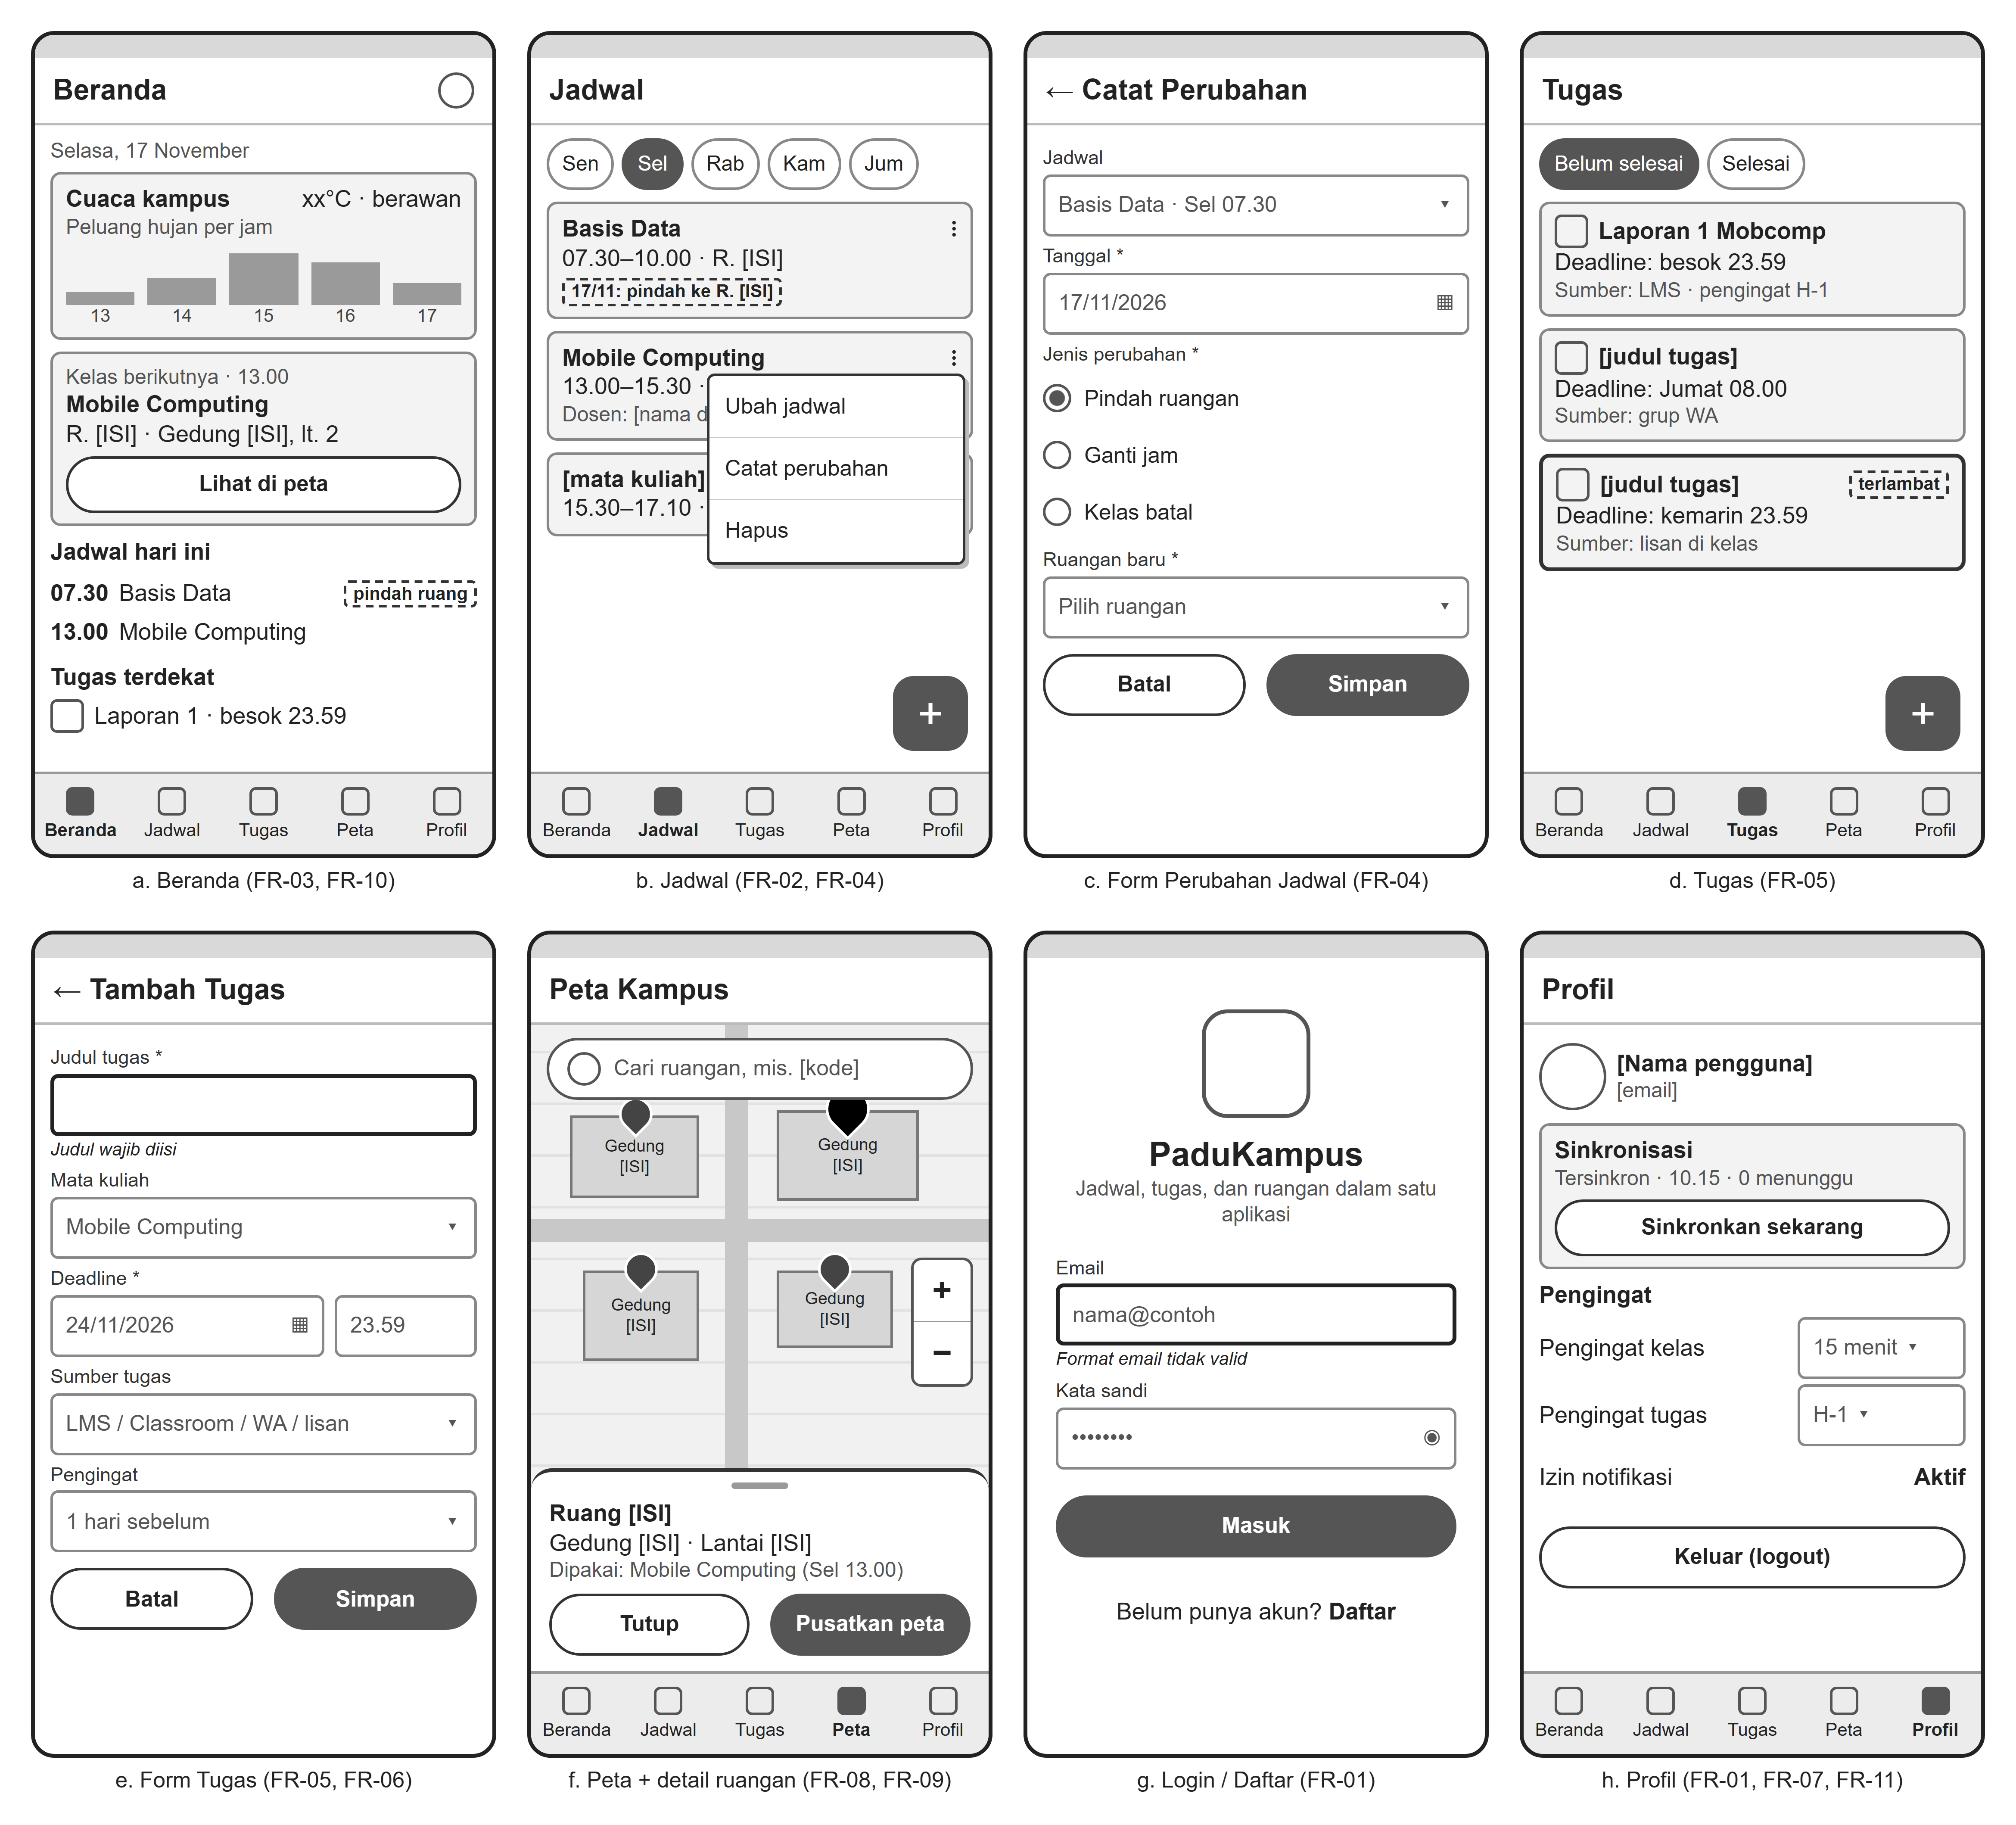 Beranda
Selasa, 17 November
Cuaca kampus xx°C · berawan
Peluang hujan per jam
13 14 15 16 17
Kelas berikutnya · 13.00
Mobile Computing
R. [ISI] · Gedung [ISI], lt. 2
Lihat di peta
Jadwal hari ini
07.30 Basis Data pindah ruang
13.00 Mobile Computing
Tugas terdekat
Laporan 1 · besok 23.59
Beranda Jadwal Tugas Peta Profil
a. Beranda (FR-03, FR-10)
Jadwal
Sen Sel Rab Kam Jum
Basis Data
07.30–10.00 · R. [ISI]
17/11: pindah ke R. [ISI]
Mobile Computing
13.00–15.30 ·
Dosen: [nama d
[mata kuliah]
15.30–17.10 ·
Ubah jadwal
Catat perubahan
Hapus
+
Beranda Jadwal Tugas Peta Profil
b. Jadwal (FR-02, FR-04)
← Catat Perubahan
Jadwal
Basis Data · Sel 07.30
Tanggal *
17/11/2026
Jenis perubahan *
Pindah ruangan
Ganti jam
Kelas batal
Ruangan baru *
Pilih ruangan
Batal Simpan
c. Form Perubahan Jadwal (FR-04)
Tugas
Belum selesai Selesai
Laporan 1 Mobcomp
Deadline: besok 23.59
Sumber: LMS · pengingat H-1
[judul tugas]
Deadline: Jumat 08.00
Sumber: grup WA
[judul tugas] terlambat
Deadline: kemarin 23.59
Sumber: lisan di kelas
+
Beranda Jadwal Tugas Peta Profil
d. Tugas (FR-05)
← Tambah Tugas
Judul tugas *
Judul wajib diisi
Mata kuliah
Mobile Computing
Deadline *
24/11/2026 23.59
Sumber tugas
LMS / Classroom / WA / lisan
Pengingat
1 hari sebelum
Batal Simpan
e. Form Tugas (FR-05, FR-06)
Peta Kampus
Cari ruangan, mis. [kode]
Gedung
[ISI]
Gedung
[ISI]
Gedung
[ISI]
Gedung
[ISI]
+
−
Ruang [ISI]
Gedung [ISI] · Lantai [ISI]
Dipakai: Mobile Computing (Sel 13.00)
Tutup Pusatkan peta
Beranda Jadwal Tugas Peta Profil
f. Peta + detail ruangan (FR-08, FR-09)
PaduKampus
Jadwal, tugas, dan ruangan dalam satu
aplikasi
Email
nama@contoh
Format email tidak valid
Kata sandi
••••••••
Masuk
Belum punya akun? Daftar
g. Login / Daftar (FR-01)
Profil
[Nama pengguna]
[email]
Sinkronisasi
Tersinkron · 10.15 · 0 menunggu
Sinkronkan sekarang
Pengingat
Pengingat kelas 15 menit
Pengingat tugas H-1
Izin notifikasi Aktif
Keluar (logout)
Beranda Jadwal Tugas Peta Profil
h. Profil (FR-01, FR-07, FR-11)